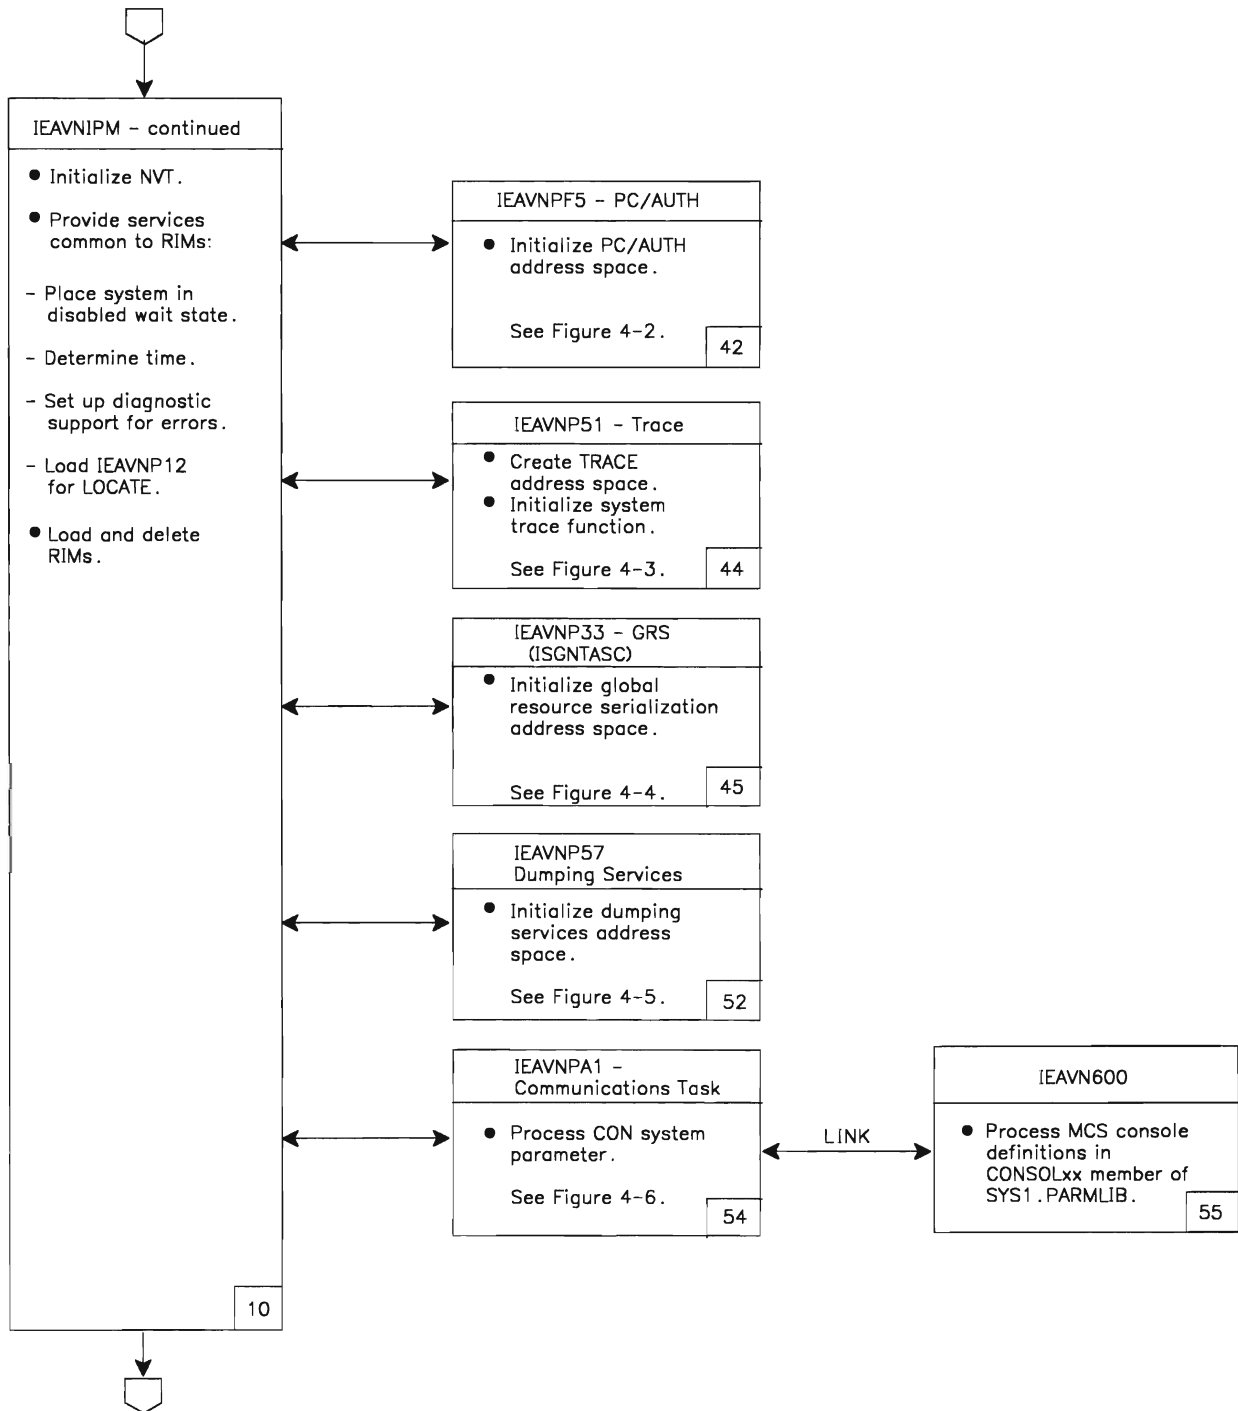 IEAVNIPM - continued
● Initialize NVT.
● Provide services
common to RIMs:
- Place system in
disabled wait state.
- Determine time.
- Set up diagnostic
support for errors.
- Load IEAVNP12
for LOCATE.
● Load and delete
RIMs.
10
IEAVNPF5 - PC/AUTH
● Initialize PC/AUTH
address space.
See Figure 4-2.
42
IEAVNP51 - Trace
● Create TRACE
address space.
● Initialize system
trace function.
See Figure 4-3.
44
IEAVNP33 - GRS
(ISGNTASC)
● Initialize global
resource serialization
address space.
See Figure 4-4.
45
IEAVNP57
Dumping Services
● Initialize dumping
services address
space.
See Figure 4-5.
52
IEAVNPA1 -
Communications Task
● Process CON system
parameter.
See Figure 4-6.
54
LINK
IEAVN600
● Process MCS console
definitions in
CONSOLxx member of
SYS1.PARMLIB.
55